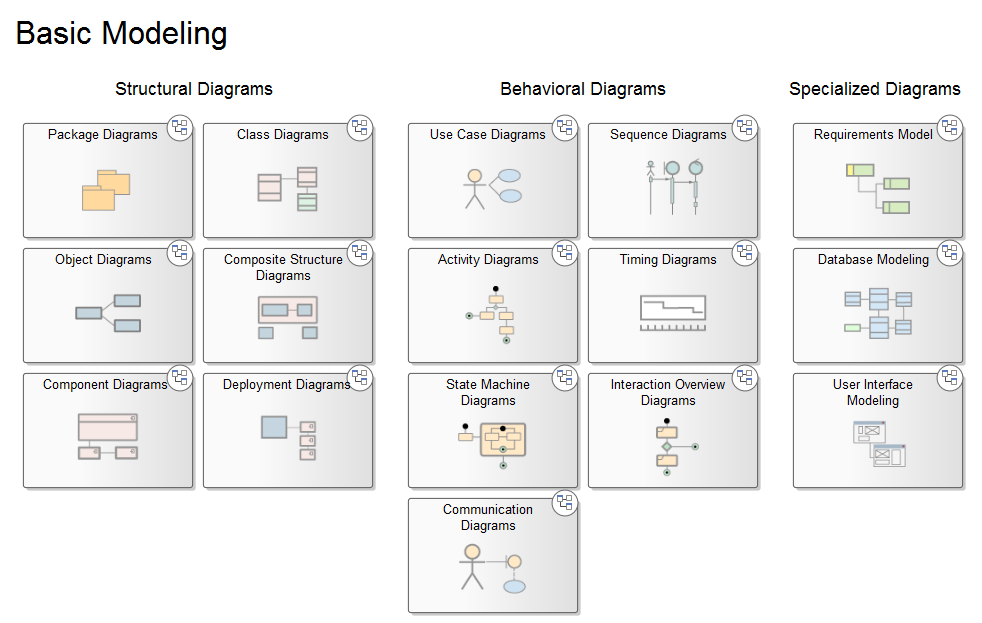 Basic Modeling
Structural Diagrams
Package Diagrams
Class Diagrams
Object Diagrams
Composite Structure
Diagrams
Component Diagrams
Deployment Diagrams
Behavioral Diagrams
Use Case Diagrams
Sequence Diagrams
Activity Diagrams
Timing Diagrams
State Machine
Diagrams
Interaction Overview
Diagrams
Communication
Diagrams
Specialized Diagrams
Requirements Model
Database Modeling
User Interface
Modeling